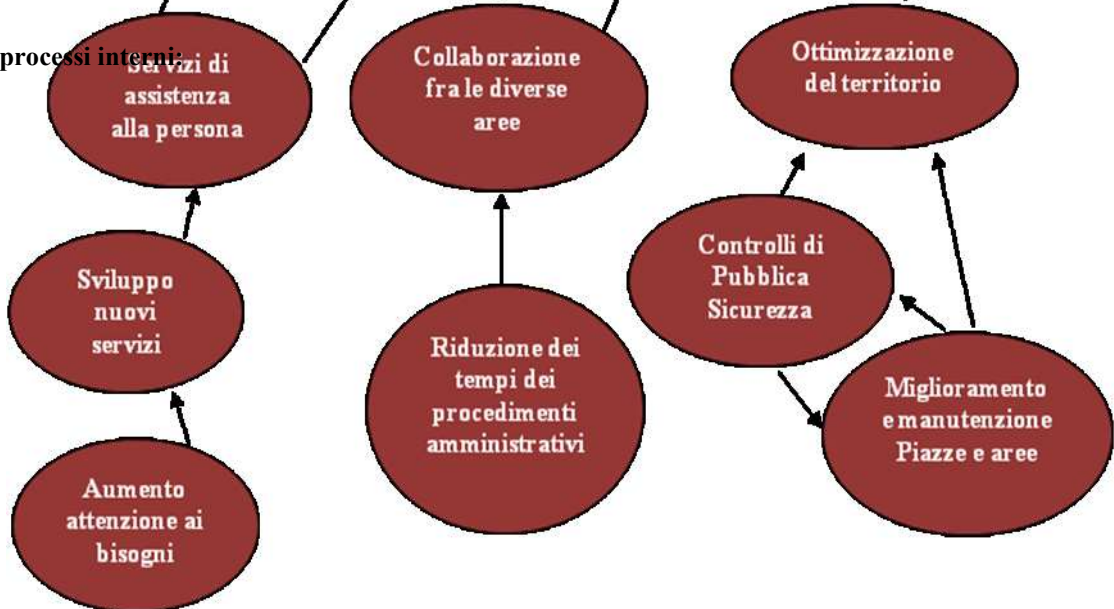 processi interni:
Servizi di
assistenza
alla persona
Collaborazione
fra le diverse
aree
Ottimizzazione
del territorio
Sviluppo
nuovi
servizi
Controlli di
Pubblica
Sicurezza
Riduzione dei
tempi dei
procedimenti
amministrativi
Miglioramento
e manutenzione
Piazze e aree
Aumento
attenzione ai
bisogni